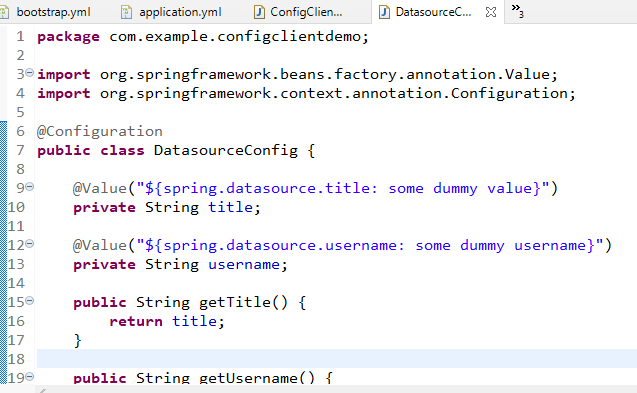 bootstrap.yml application.yml ConfigClien... DatasourceC... »3
1 package com.example.configclientdemo;
2
3 import org.springframework.beans.factory.annotation.Value;
4 import org.springframework.context.annotation.Configuration;
5
6 @Configuration
7 public class DatasourceConfig {
8
9 @Value("${spring.datasource.title: some dummy value}")
10 private String title;
11
12 @Value("${spring.datasource.username: some dummy username}")
13 private String username;
14
15 public String getTitle() {
16 return title;
17 }
18
19 public String getUsername() {